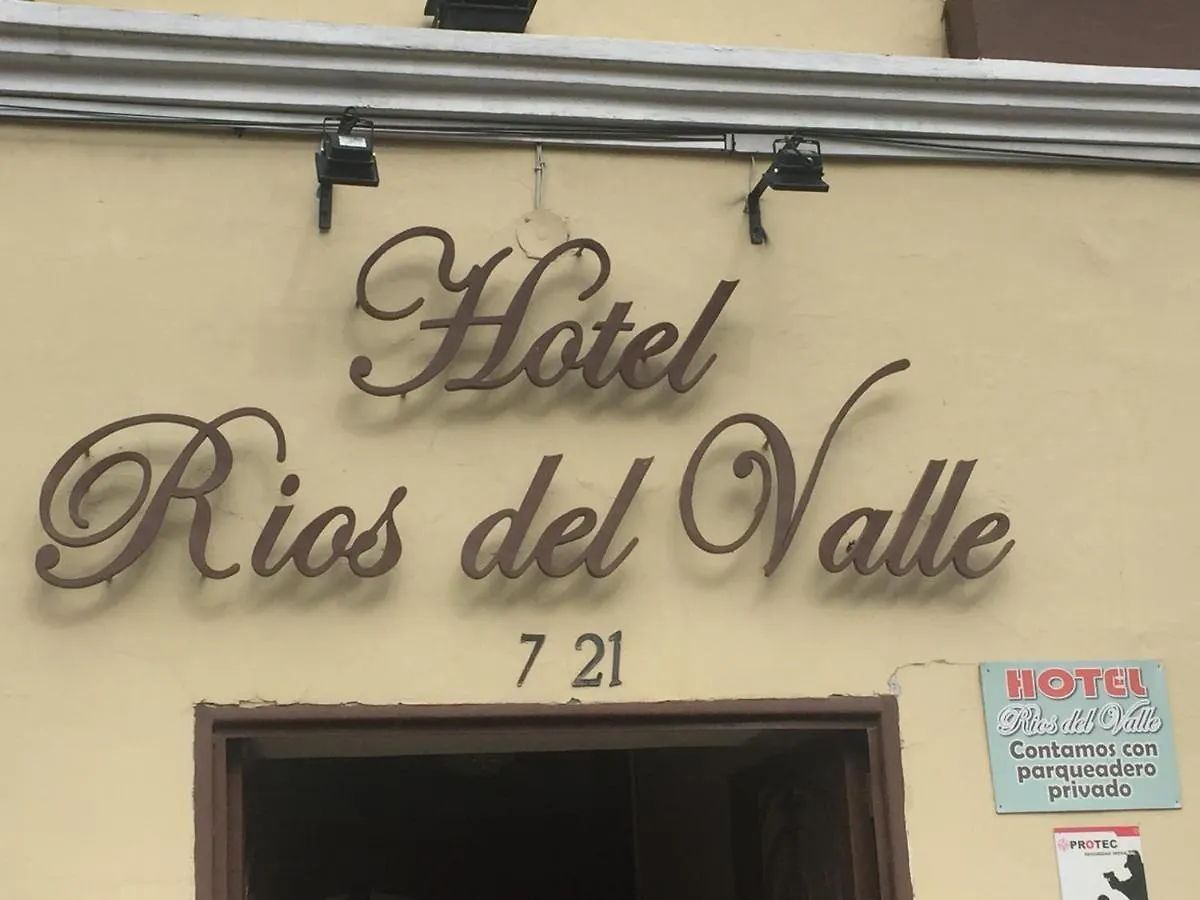 Hotel
Rios del Valle
7 21
HOTEL
Rios del Valle
Contamos con
parqueadero
privado
PROTEC